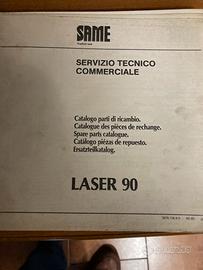 SAME
SERVIZIO TECNICO
COMMERCIALE
Catalogo parti di ricambio.
Catalogue des pièces de rechange.
Spare parts catalogue.
Catálogo piézas de repuesto.
Ersatzteilkatalog.
LASER 90